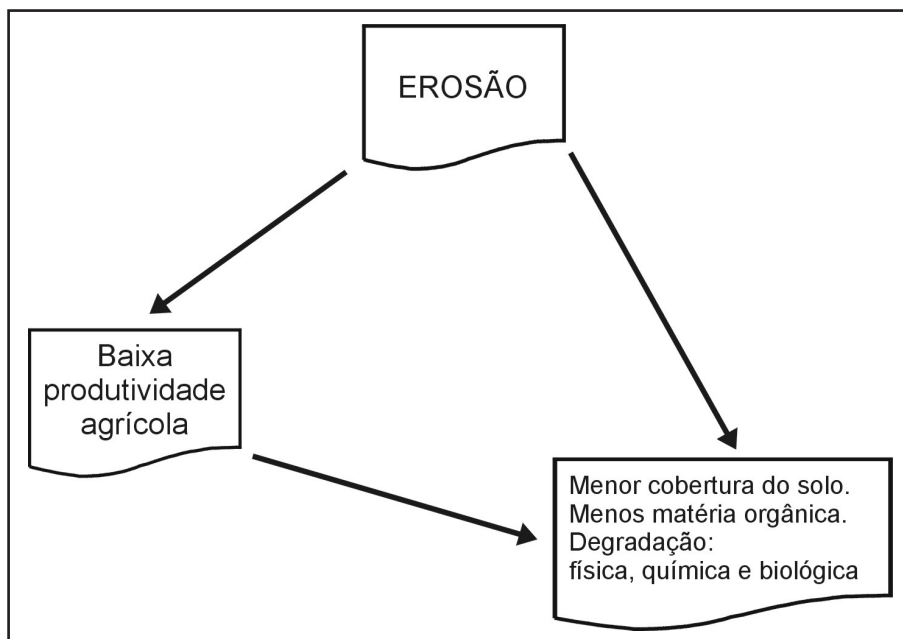 EROSÃO
Baixa
produtividade
agrícola
Menor cobertura do solo.
Menos matéria orgânica.
Degradação:
física, química e biológica